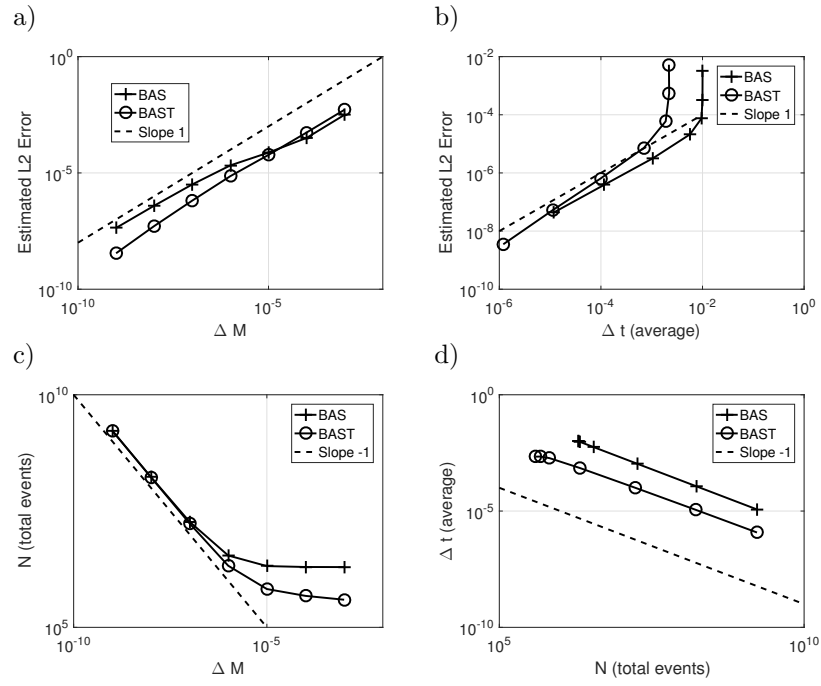 a)
10^0
10^-5
10^-10
10^-10
10^-5
Estimated L2 Error
Δ M
BAS
BAST
Slope 1
b)
10^-2
10^-4
10^-6
10^-8
10^-10
10^-6
10^-4
10^-2
10^0
Estimated L2 Error
Δ t (average)
BAS
BAST
Slope 1
c)
10^10
10^5
10^-10
10^-5
N (total events)
Δ M
BAS
BAST
Slope -1
d)
10^0
10^-5
10^-10
10^5
10^10
Δ t (average)
N (total events)
BAS
BAST
Slope -1